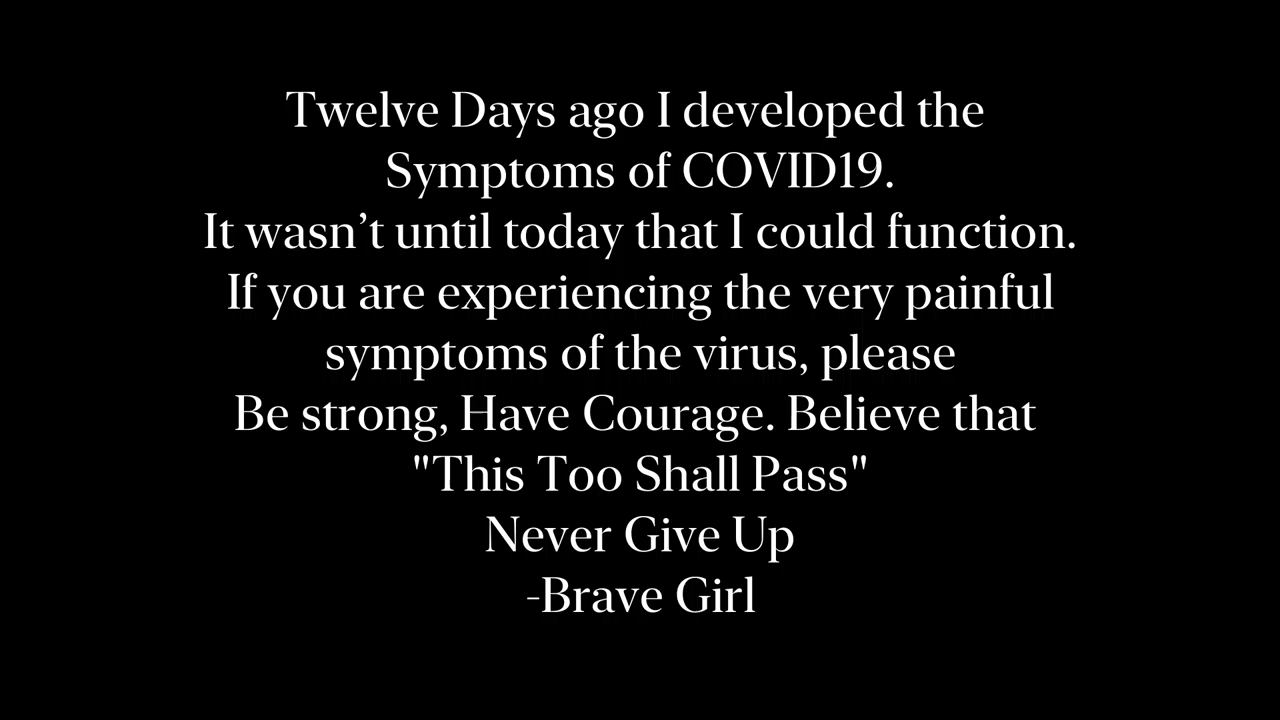 Twelve Days ago I developed the
Symptoms of COVID19.
It wasn’t until today that I could function.
If you are experiencing the very painful
symptoms of the virus, please
Be strong, Have Courage. Believe that
"This Too Shall Pass"
Never Give Up
-Brave Girl